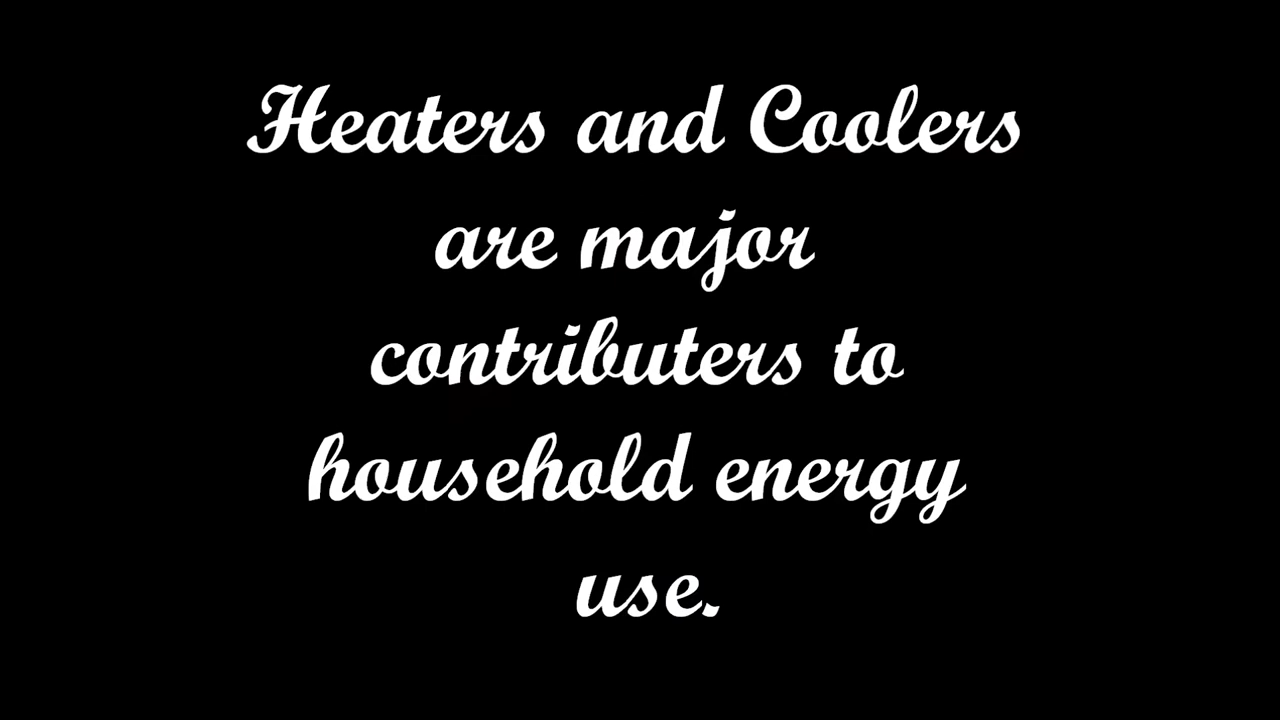 Heaters and Coolers
are major
contributers to
household energy
use.